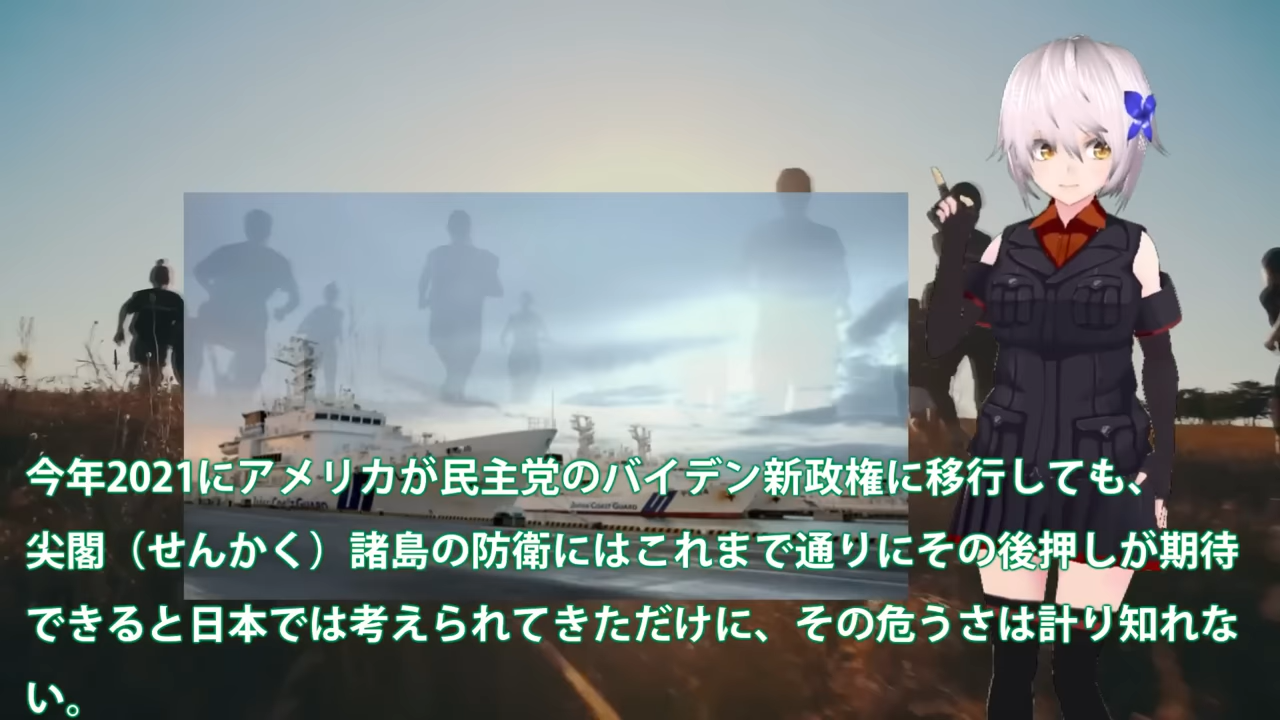 今年2021にアメリカが民主党のバイデン新政権に移行しても、
尖閣（せんかく）諸島の防衛にはこれまで通りにその後押しが期待
できると日本では考えられてきただけに、その危うさは計り知れな
い。
JAPAN COAST GUARD